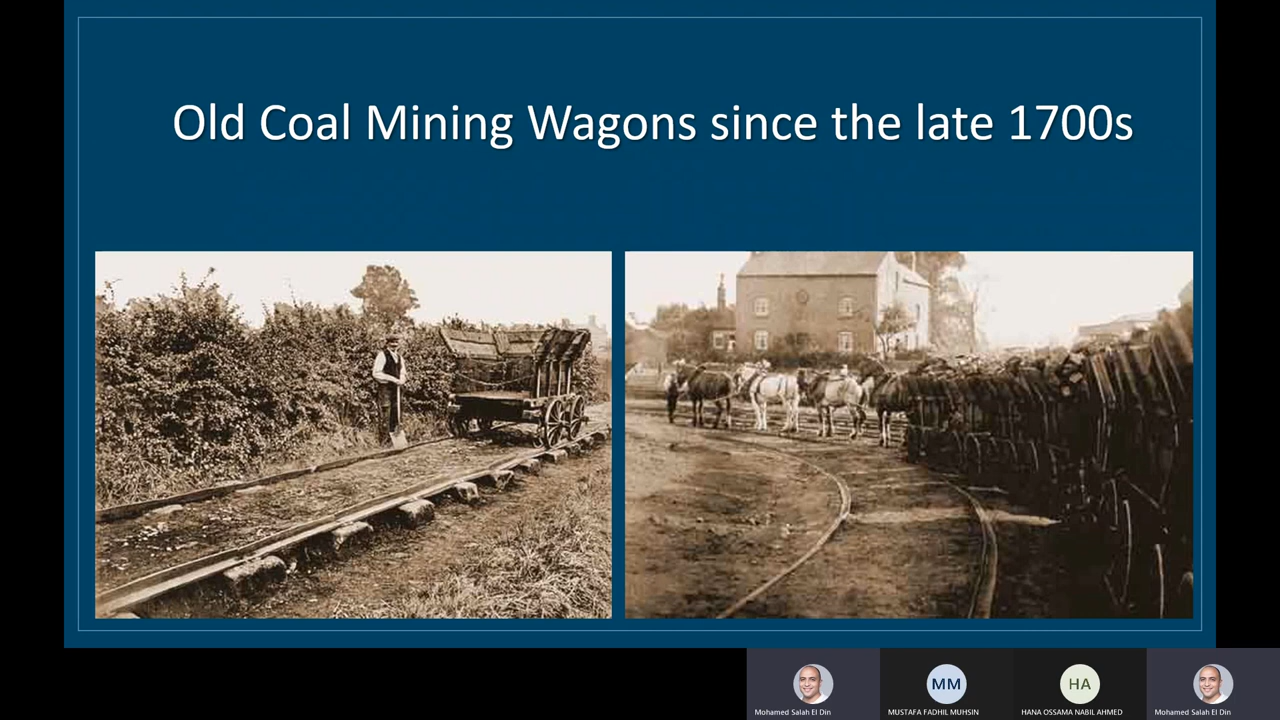 Old Coal Mining Wagons since the late 1700s
MM
HA
Mohamed Salah El Din
MUSTAFA FADHIL MUHSIN
HANA OSSAMA NABIL AHMED
Mohamed Salah El Din